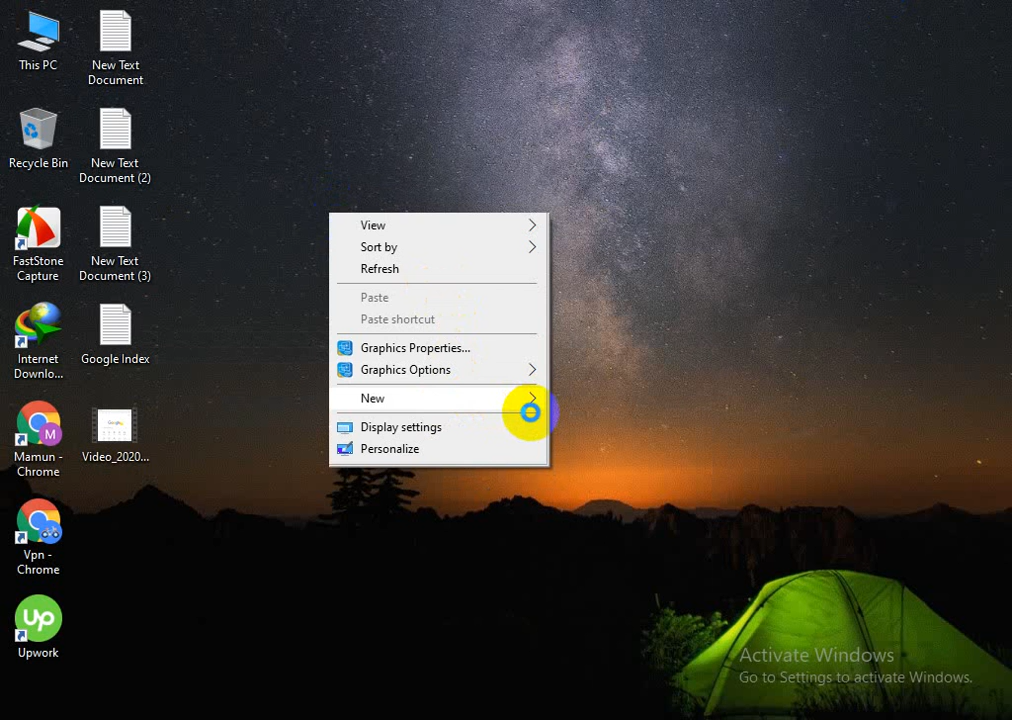 This PC
New Text
Document
Recycle Bin
New Text
Document (2)
FastStone
Capture
New Text
Document (3)
Internet
Downlo...
Google Index
Mamun -
Chrome
M
Video_2020...
Vpn -
Chrome
Up
Upwork
View
Sort by
Refresh
Paste
Paste shortcut
Graphics Properties...
Graphics Options
New
Display settings
Personalize
Activate Windows
Go to Settings to activate Windows.